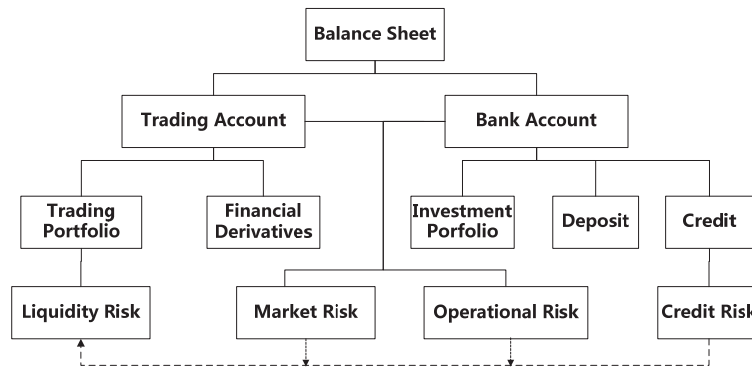 Balance Sheet
Trading Account
Bank Account
Trading
Portfolio
Financial
Derivatives
Investment
Porfolio
Deposit
Credit
Liquidity Risk
Market Risk
Operational Risk
Credit Risk